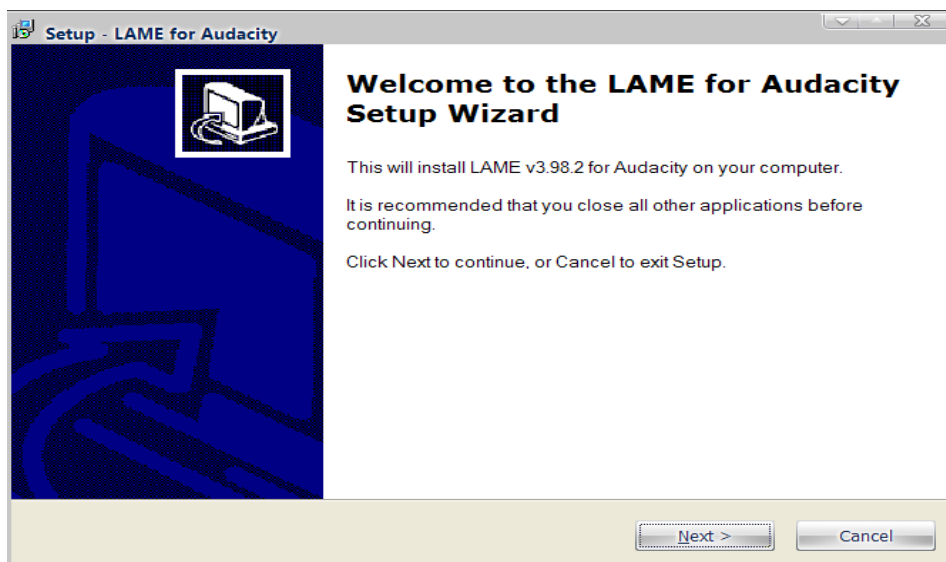 Setup - LAME for Audacity
Welcome to the LAME for Audacity
Setup Wizard
This will install LAME v3.98.2 for Audacity on your computer.
It is recommended that you close all other applications before
continuing.
Click Next to continue, or Cancel to exit Setup.
Next >
Cancel